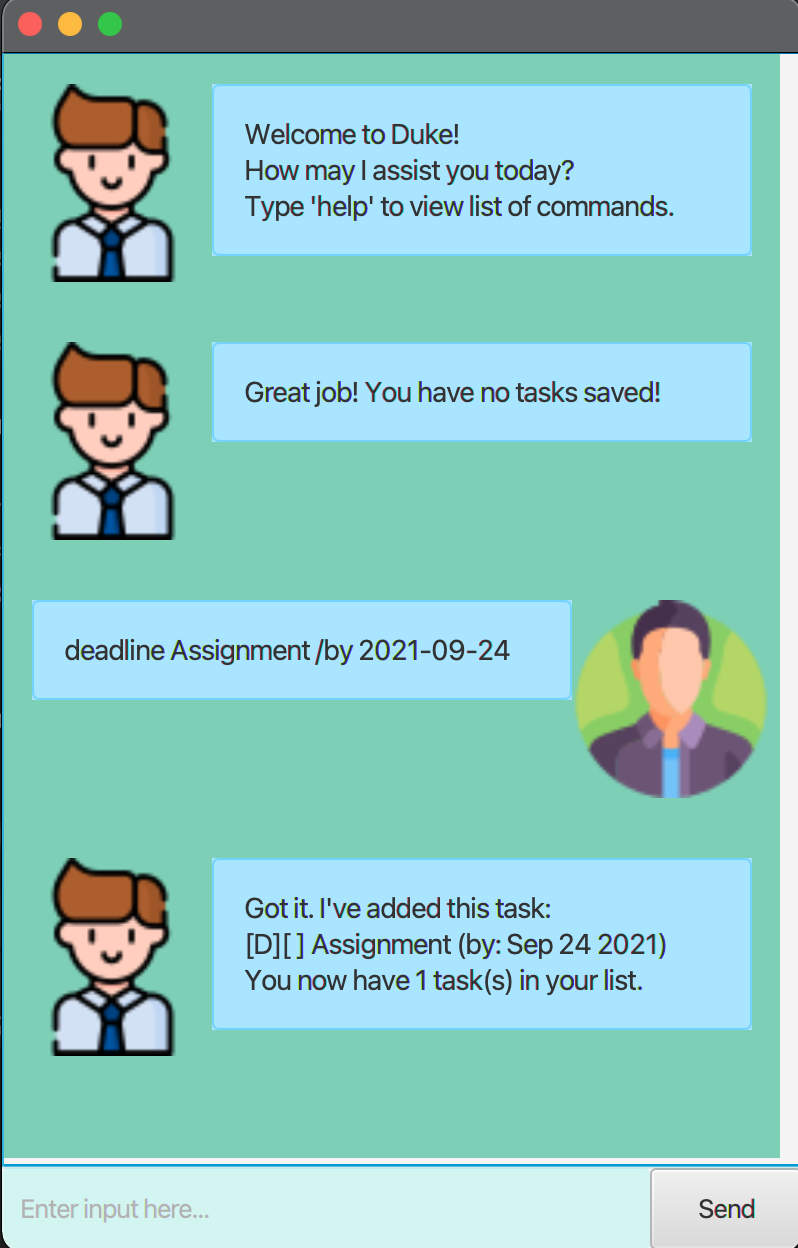 Welcome to Duke!
How may I assist you today?
Type 'help' to view list of commands.
Great job! You have no tasks saved!
deadline Assignment /by 2021-09-24
Got it. I've added this task:
[D][ ] Assignment (by: Sep 24 2021)
You now have 1 task(s) in your list.
Enter input here...
Send